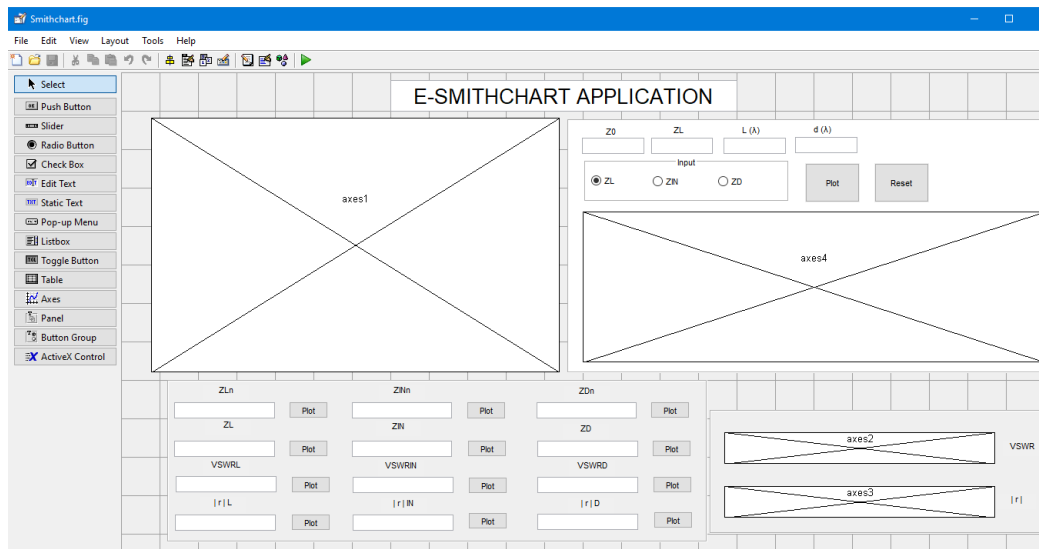 Smithchart.fig
File Edit View Layout Tools Help
Select
Push Button
Slider
Radio Button
Check Box
Edit Text
Static Text
Pop-up Menu
Listbox
Toggle Button
Table
Axes
Panel
Button Group
ActiveX Control
E-SMITHCHART APPLICATION
axes1
Z0 ZL L (λ) d (λ)
Input
ZL ZIN ZD
Plot Reset
axes4
ZLn ZINn ZDn
Plot Plot Plot
ZL ZIN ZD
Plot Plot Plot
VSWRL VSWRIN VSWRD
Plot Plot Plot
|r|L |r|IN |r|D
Plot Plot Plot
axes2 VSWR
axes3 |r|